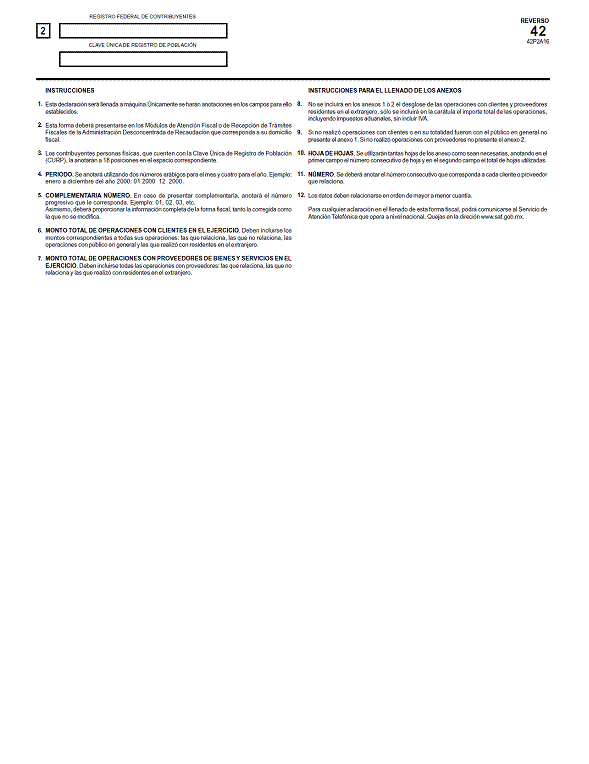 REGISTRO FEDERAL DE CONTRIBUYENTES
2
CLAVE ÚNICA DE REGISTRO DE POBLACIÓN
REVERSO
42
42P2A16
INSTRUCCIONES
1. Esta declaración será llenada a máquina.Únicamente se harán anotaciones en los campos para ello
establecidos.
2. Esta forma deberá presentarse en los Módulos de Atención Fiscal o de Recepción de Trámites
Fiscales de la Administración Desconcentrada de Recaudación que corresponda a su domicilio
fiscal.
3. Los contribuyentes personas físicas, que cuenten con la Clave Única de Registro de Población
(CURP), la anotarán a 18 posiciones en el espacio correspondiente.
4. PERIODO. Se anotará utilizando dos números arábigos para el mes y cuatro para el año. Ejemplo:
enero a diciembre del año 2000: 01 2000 12 2000.
5. COMPLEMENTARIA NÚMERO. En caso de presentar complementaria, anotará el número
progresivo que le corresponda. Ejemplo: 01, 02, 03, etc.
Asimismo, deberá proporcionar la información completa de la forma fiscal, tanto la corregida como
la que no se modifica.
6. MONTO TOTAL DE OPERACIONES CON CLIENTES EN EL EJERCICIO. Deben incluirse los
montos correspondientes a todas sus operaciones: las que relaciona, las que no relaciona, las
operaciones con público en general y las que realizó con residentes en el extranjero.
7. MONTO TOTAL DE OPERACIONES CON PROVEEDORES DE BIENES Y SERVICIOS EN EL
EJERCICIO. Deben incluirse todas las operaciones con proveedores: las que relaciona, las que no
relaciona y las que realizó con residentes en el extranjero.
INSTRUCCIONES PARA EL LLENADO DE LOS ANEXOS
8. No se incluirá en los anexos 1 ó 2 el desglose de las operaciones con clientes y proveedores
residentes en el extranjero, sólo se incluirá en la carátula el importe total de las operaciones,
incluyendo impuestos aduanales, sin incluir IVA.
9. Si no realizó operaciones con clientes o en su totalidad fueron con el público en general no
presente el anexo 1. Si no realizó operaciones con proveedores no presente el anexo 2.
10. HOJA DE HOJAS. Se utilizarán tantas hojas de los anexo como sean necesarias, anotando en el
primer campo el número consecutivo de hoja y en el segundo campo el total de hojas utilizadas.
11. NÚMERO. Se deberá anotar el número consecutivo que corresponda a cada cliente o proveedor
que relaciona.
12. Los datos deben relacionarse en orden de mayor a menor cuantía.
Para cualquier aclaración en el llenado de esta forma fiscal, podrá comunicarse al Servicio de
Atención Telefónica que opera a nivel nacional. Quejas en la direción www.sat.gob.mx.